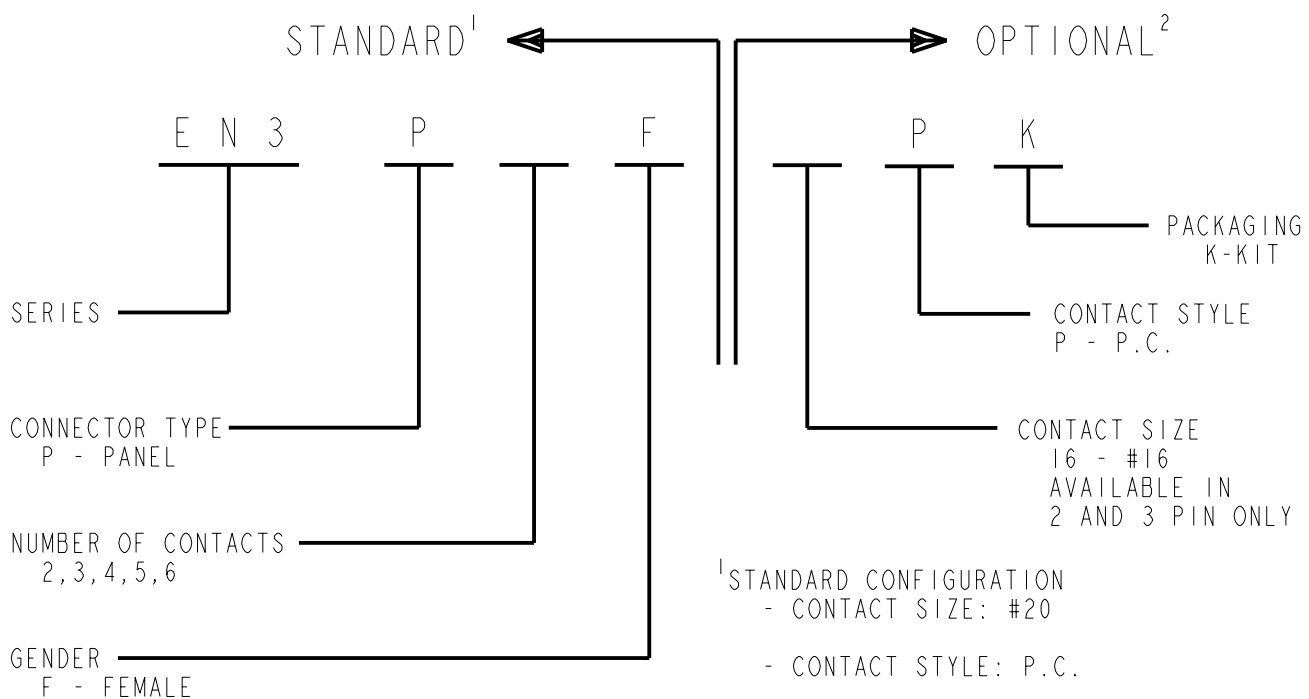 STANDARD¹ OPTIONAL²
EN3 P F P K
PACKAGING
K-KIT
SERIES
CONTACT STYLE
P - P.C.
CONNECTOR TYPE
P - PANEL
CONTACT SIZE
16 - #16
AVAILABLE IN
2 AND 3 PIN ONLY
NUMBER OF CONTACTS
2,3,4,5,6
¹STANDARD CONFIGURATION
- CONTACT SIZE: #20
- CONTACT STYLE: P.C.
GENDER
F - FEMALE